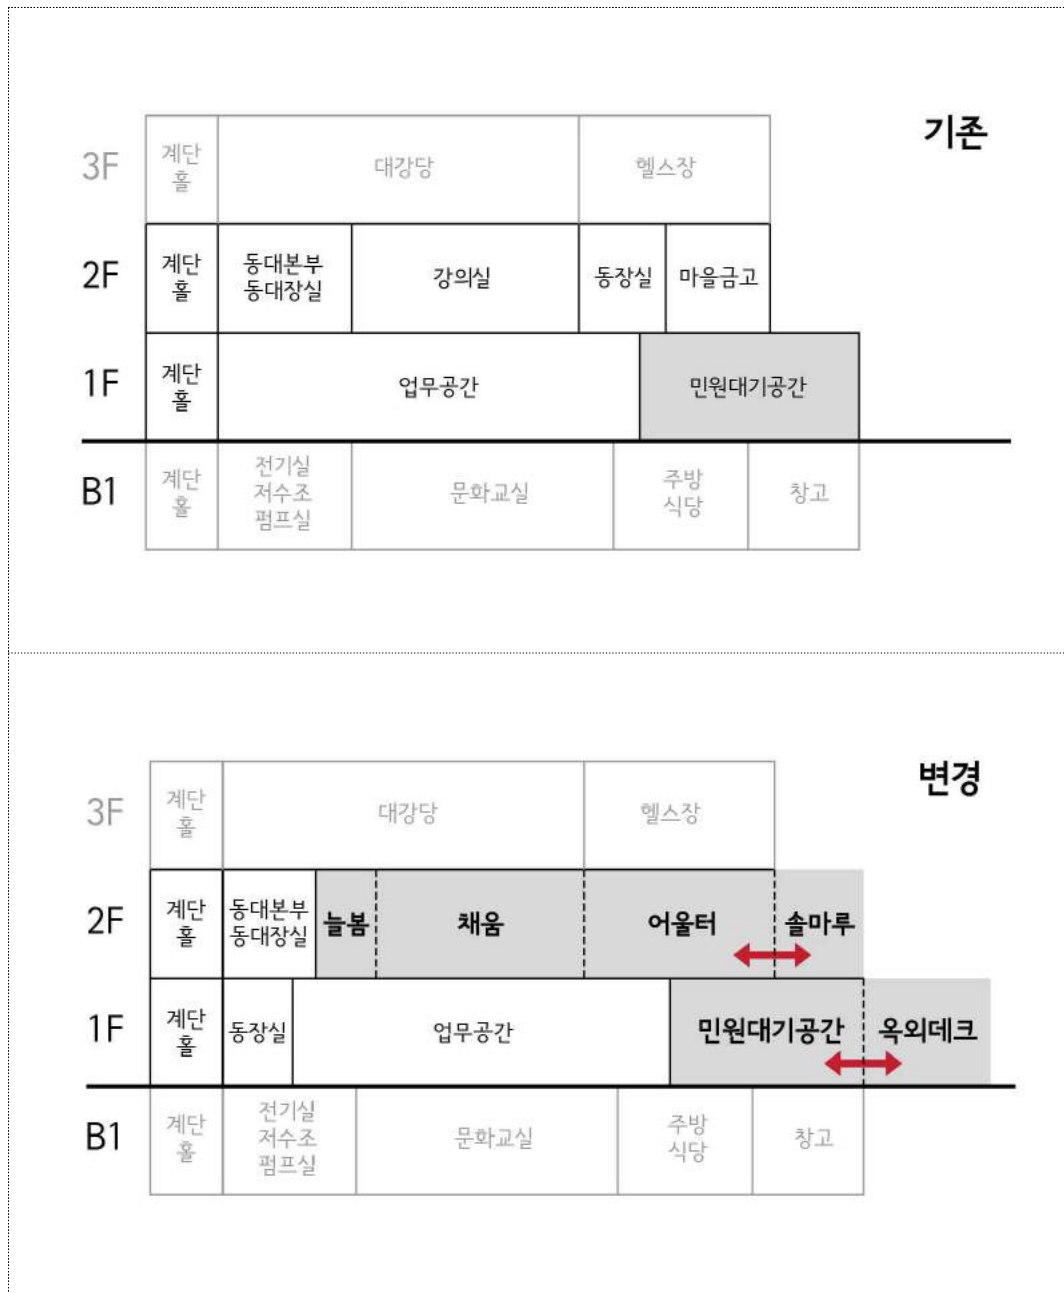 기존
3F
계단
홀
대강당
헬스장
2F
계단
홀
동대본부
동대장실
강의실
동장실
마을금고
1F
계단
홀
업무공간
민원대기공간
B1
계단
홀
전기실
저수조
펌프실
문화교실
주방
식당
창고
변경
3F
계단
홀
대강당
헬스장
2F
계단
홀
동대본부
동대장실
늘봄
채움
어울터
솔마루
1F
계단
홀
동장실
업무공간
민원대기공간
옥외데크
B1
계단
홀
전기실
저수조
펌프실
문화교실
주방
식당
창고